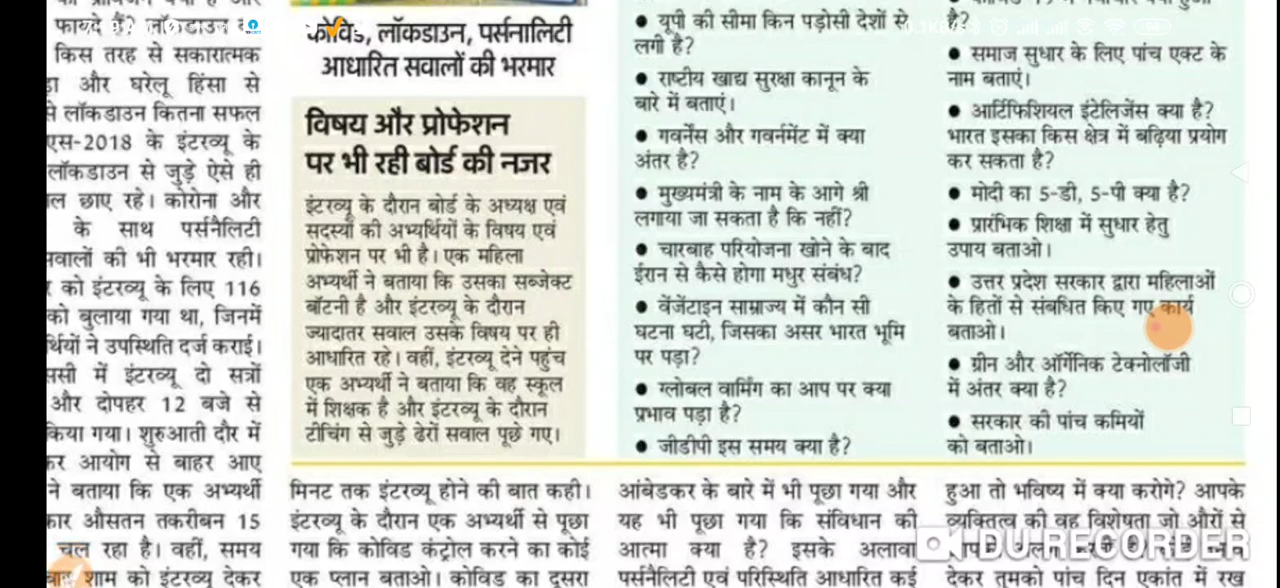 फायदे हैं? लॉकडाउन
किस तरह से सकारात्मक
और घरेलू हिंसा से
से लॉकडाउन कितना सफल
एस-2018 के इंटरव्यू के
लॉकडाउन से जुड़े ऐसे ही
छाए रहे। कोरोना और
के साथ पर्सनैलिटी
सवालों की भी भरमार रही।
को इंटरव्यू के लिए 116
को बुलाया गया था, जिनमें
र्थियों ने उपस्थिति दर्ज कराई।
ससी में इंटरव्यू दो सत्रों
और दोपहर 12 बजे से
किया गया। शुरुआती दौर में
कर आयोग से बाहर आए
ने बताया कि एक अभ्यर्थी
कार औसतन तकरीबन 15
चल रहा है। वहीं, समय
बाद शाम को इंटरव्यू देकर
कोविड, लॉकडाउन, पर्सनालिटी
आधारित सवालों की भरमार
विषय और प्रोफेशन
पर भी रही बोर्ड की नजर
इंटरव्यू के दौरान बोर्ड के अध्यक्ष एवं
सदस्यों की अभ्यर्थियों के विषय एवं
प्रोफेशन पर भी है। एक महिला
अभ्यर्थी ने बताया कि उसका सब्जेक्ट
बॉटनी है और इंटरव्यू के दौरान
ज्यादातर सवाल उसके विषय पर ही
आधारित रहे। वहीं, इंटरव्यू देने पहुंच
एक अभ्यर्थी ने बताया कि वह स्कूल
में शिक्षक है और इंटरव्यू के दौरान
टीचिंग से जुड़े ढेरों सवाल पूछे गए।
मिनट तक इंटरव्यू होने की बात कही।
इंटरव्यू के दौरान एक अभ्यर्थी से पूछा
गया कि कोविड कंट्रोल करने का कोई
एक प्लान बताओ। कोविड का दूसरा
● यूपी की सीमा किन पड़ोसी देशों से
लगी है?
● राष्टीय खाद्य सुरक्षा कानून के
बारे में बताएं।
● गवर्नेंस और गवर्नमेंट में क्या
अंतर है?
● मुख्यमंत्री के नाम के आगे श्री
लगाया जा सकता है कि नहीं?
● चारबाह परियोजना खोने के बाद
ईरान से कैसे होगा मधुर संबंध?
● वेंजेंटाइन साम्राज्य में कौन सी
घटना घटी, जिसका असर भारत भूमि
पर पड़ा?
● ग्लोबल वार्मिंग का आप पर क्या
प्रभाव पड़ा है?
● जीडीपी इस समय क्या है?
आंबेडकर के बारे में भी पूछा गया और
यह भी पूछा गया कि संविधान की
आत्मा क्या है? इसके अलावा
पर्सनैलिटी एवं परिस्थिति आधारित कई
है?
● समाज सुधार के लिए पांच एक्ट के
नाम बताएं।
● आर्टिफिशियल इंटेलिजेंस क्या है?
भारत इसका किस क्षेत्र में बढ़िया प्रयोग
कर सकता है?
● मोदी का 5-डी, 5-पी क्या है?
● प्रारंभिक शिक्षा में सुधार हेतु
उपाय बताओ।
● उत्तर प्रदेश सरकार द्वारा महिलाओं
के हितों से संबधित किए गए कार्य
बताओ।
● ग्रीन और ऑर्गेनिक टेक्नोलॉजी
में अंतर क्या है?
● सरकार की पांच कमियों
को बताओ।
हुआ तो भविष्य में क्या करोगे? आपके
व्यक्तित्व की वह विशेषता जो औरों से
देकर तुमको पांच दिन एकांत में रख
DU RECORDER